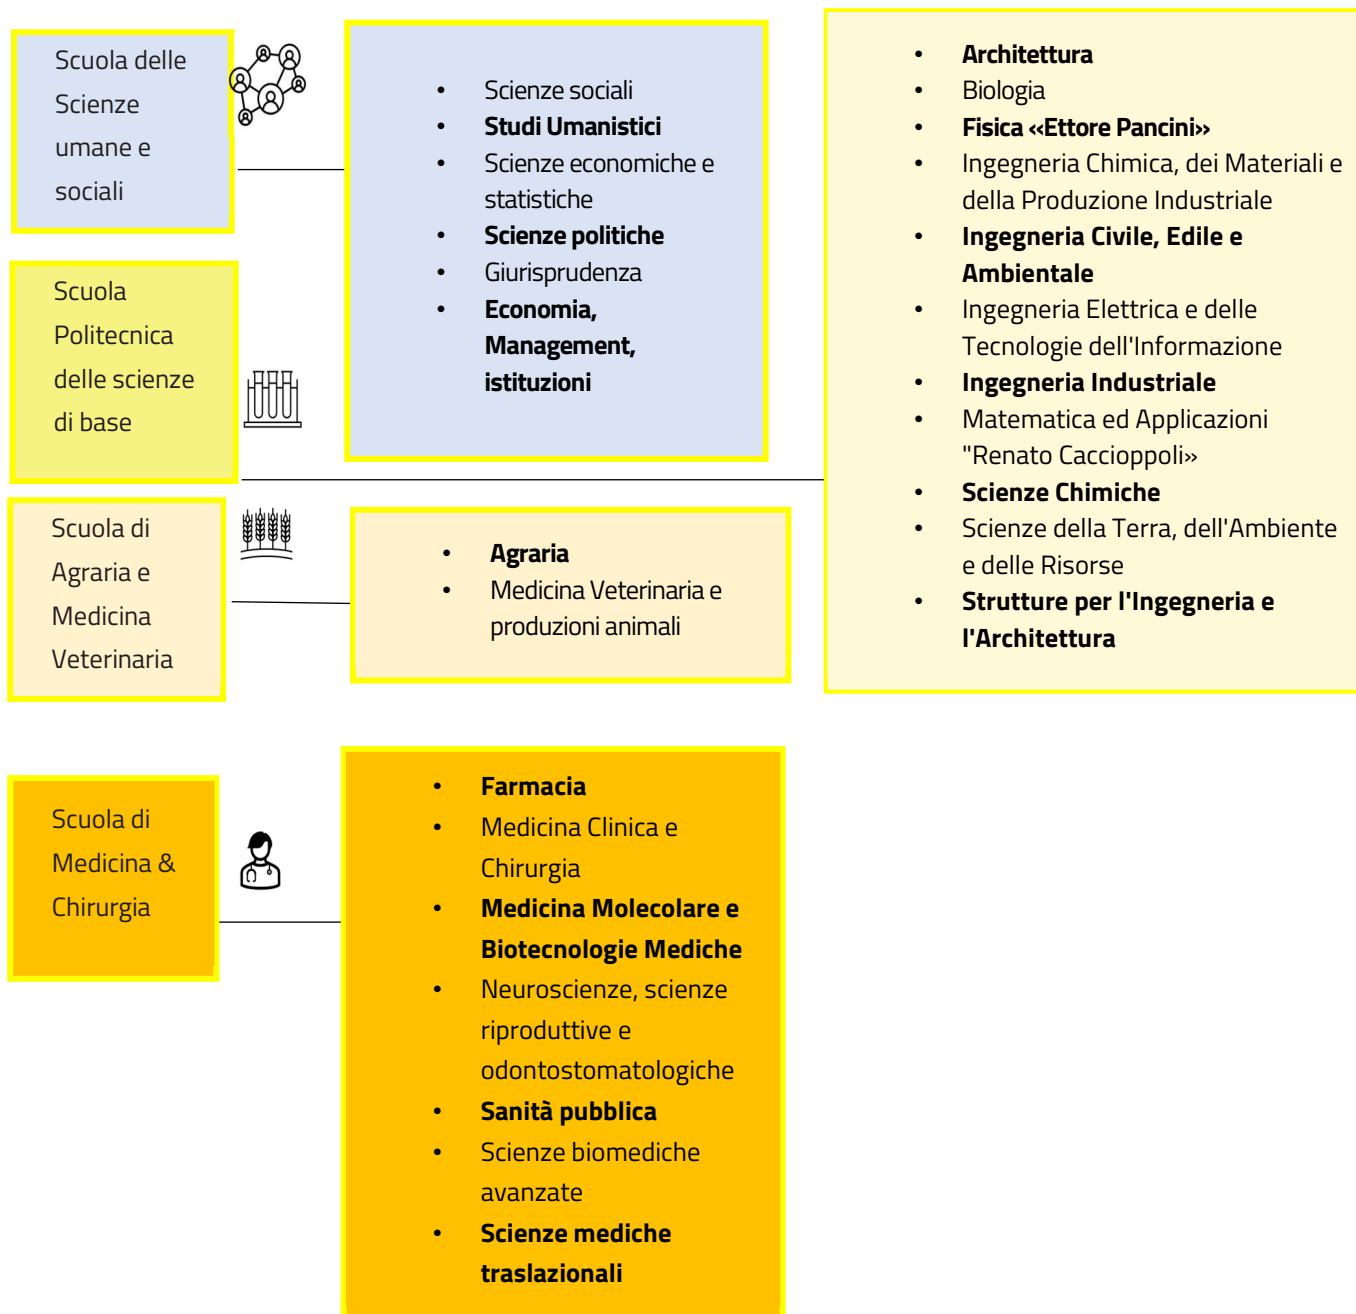 Scuola delle
Scienze
umane e
sociali
• Scienze sociali
• Studi Umanistici
• Scienze economiche e
statistiche
• Scienze politiche
• Giurisprudenza
• Economia,
Management,
istituzioni
Scuola
Politecnica
delle scienze
di base
• Architettura
• Biologia
• Fisica «Ettore Pancini»
• Ingegneria Chimica, dei Materiali e
della Produzione Industriale
• Ingegneria Civile, Edile e
Ambientale
• Ingegneria Elettrica e delle
Tecnologie dell'Informazione
• Ingegneria Industriale
• Matematica ed Applicazioni
"Renato Caccioppoli»
• Scienze Chimiche
• Scienze della Terra, dell'Ambiente
e delle Risorse
• Strutture per l'Ingegneria e
l'Architettura
Scuola di
Agraria e
Medicina
Veterinaria
• Agraria
• Medicina Veterinaria e
produzioni animali
Scuola di
Medicina &
Chirurgia
• Farmacia
• Medicina Clinica e
Chirurgia
• Medicina Molecolare e
Biotecnologie Mediche
• Neuroscienze, scienze
riproduttive e
odontostomatologiche
• Sanità pubblica
• Scienze biomediche
avanzate
• Scienze mediche
traslazionali